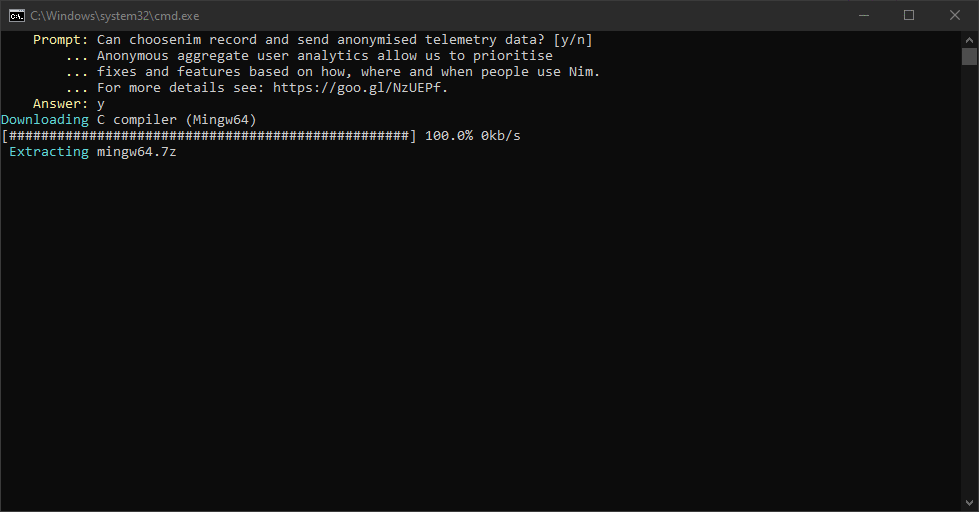 C:\Windows\system32\cmd.exe
Prompt: Can choosenim record and send anonymised telemetry data? [y/n]
... Anonymous aggregate user analytics allow us to prioritise
... fixes and features based on how, where and when people use Nim.
... For more details see: https://goo.gl/NzUEPf.
Answer: y
Downloading C compiler (Mingw64)
[##################################################] 100.0% 0kb/s
Extracting mingw64.7z